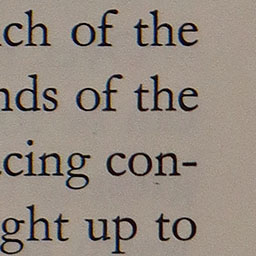 ch of the
nds of the
cing con-
ght up to